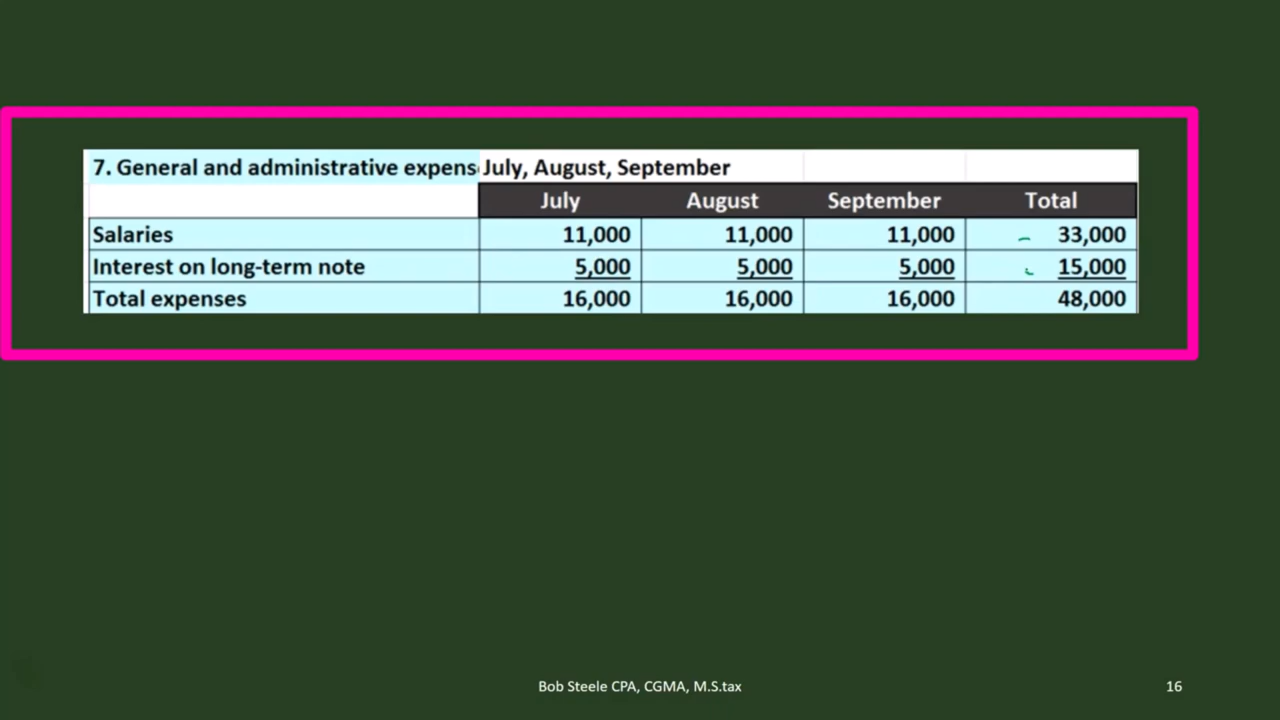 7. General and administrative expens July, August, September
July August September Total
Salaries 11,000 11,000 11,000 33,000
Interest on long-term note 5,000 5,000 5,000 15,000
Total expenses 16,000 16,000 16,000 48,000
Bob Steele CPA, CGMA, M.S.tax 16